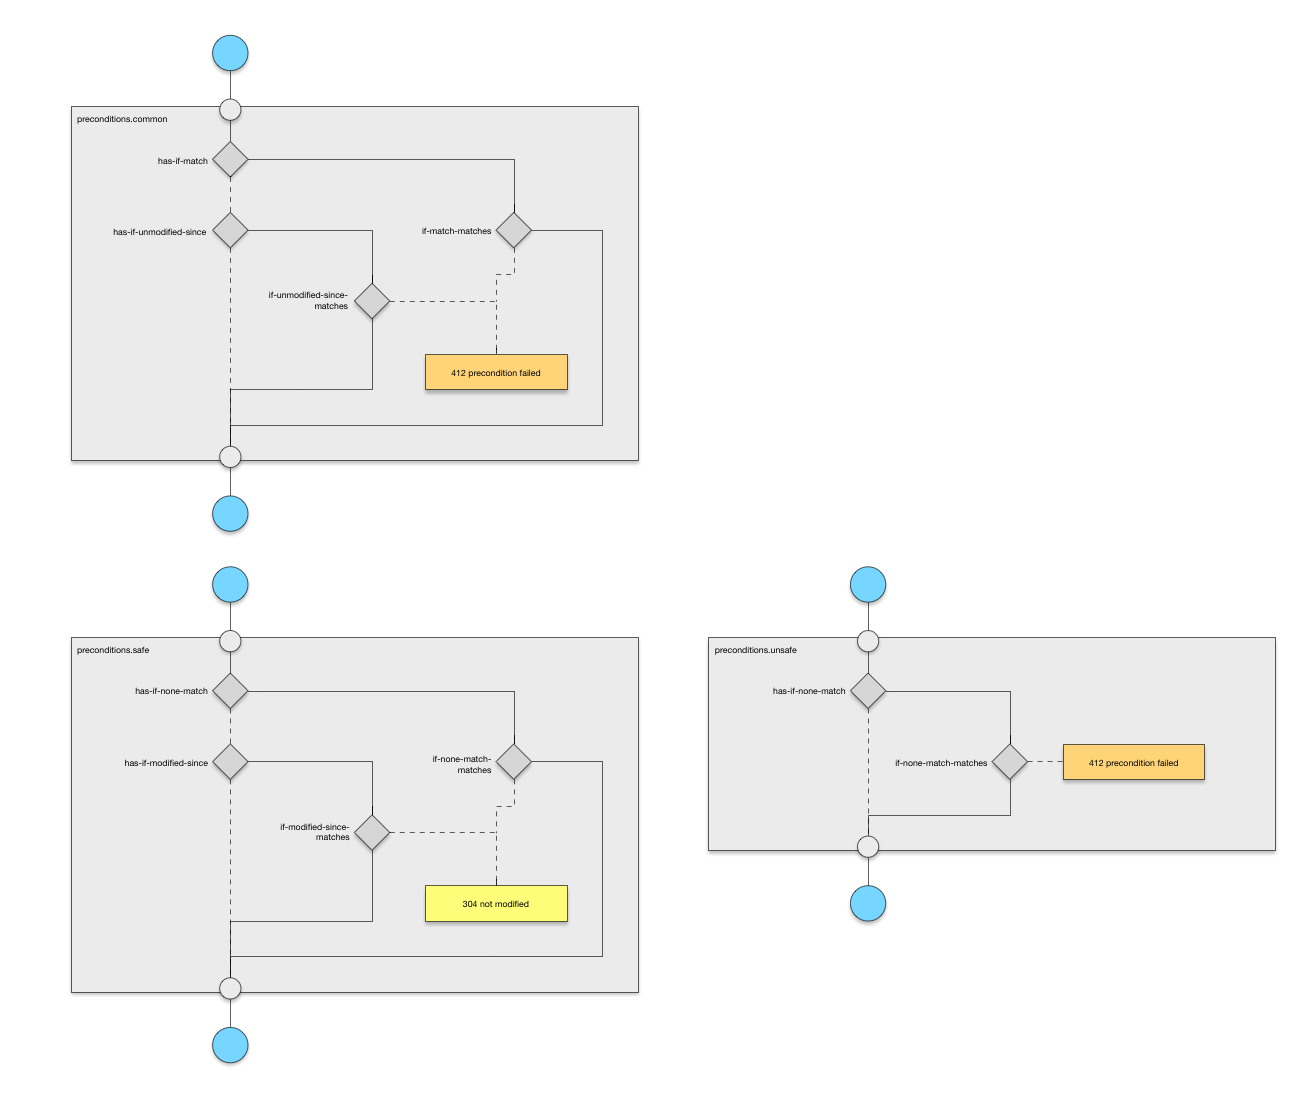 preconditions.common
has-if-match
has-if-unmodified-since
if-match-matches
if-unmodified-since-
matches
412 precondition failed
preconditions.safe
has-if-none-match
has-if-modified-since
if-none-match-
matches
if-modified-since-
matches
304 not modified
preconditions.unsafe
has-if-none-match
if-none-match-matches
412 precondition failed